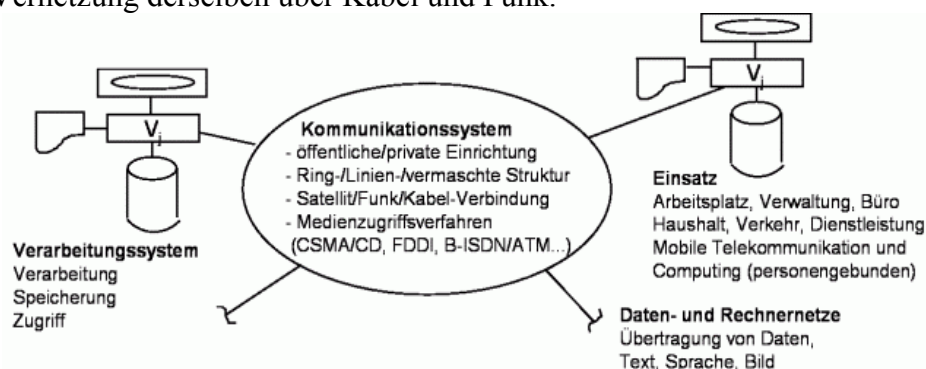 Vernetzung derselben über Kabel und Funk.
Vj
Vj
Kommunikationssystem
- öffentliche/private Einrichtung
- Ring-/Linien-/vermaschte Struktur
- Satellit/Funk/Kabel-Verbindung
- Medienzugriffsverfahren
(CSMA/CD, FDDI, B-ISDN/ATM...)
Verarbeitungssystem
Verarbeitung
Speicherung
Zugriff
Einsatz
Arbeitsplatz, Verwaltung, Büro
Haushalt, Verkehr, Dienstleistung
Mobile Telekommunikation und
Computing (personengebunden)
Daten- und Rechnernetze
Übertragung von Daten,
Text, Sprache, Bild